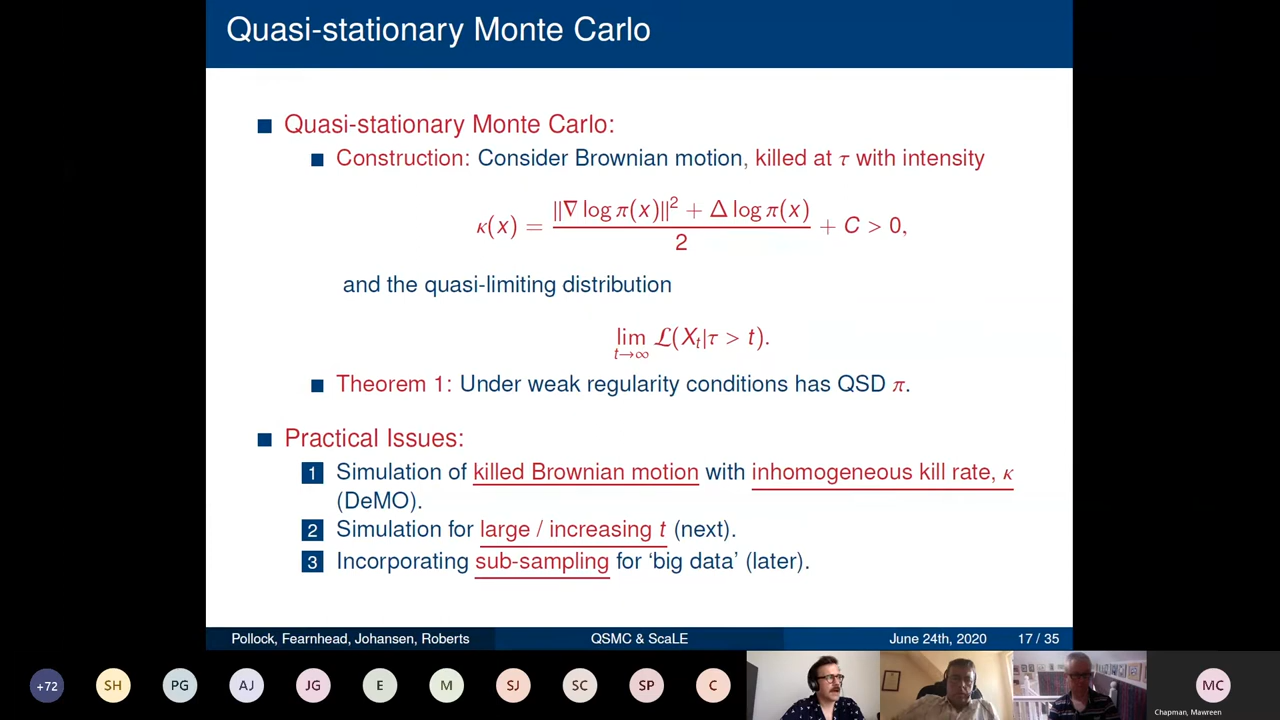 Quasi-stationary Monte Carlo
Quasi-stationary Monte Carlo:
Construction: Consider Brownian motion, killed at τ with intensity
κ(x) = \frac{||∇ log π(x)||² + Δ log π(x)}{2} + C > 0,
and the quasi-limiting distribution
lim_{t→∞} ℒ(X_t|τ > t).
Theorem 1: Under weak regularity conditions has QSD π.
Practical Issues:
1 Simulation of killed Brownian motion with inhomogeneous kill rate, κ
(DeMO).
2 Simulation for large / increasing t (next).
3 Incorporating sub-sampling for ‘big data’ (later).
Pollock, Fearnhead, Johansen, Roberts QSMC & ScaLE June 24th, 2020 17 / 35
+72 SH PG AJ JG E M SJ SC SP C MC
Chapman, Mawreen